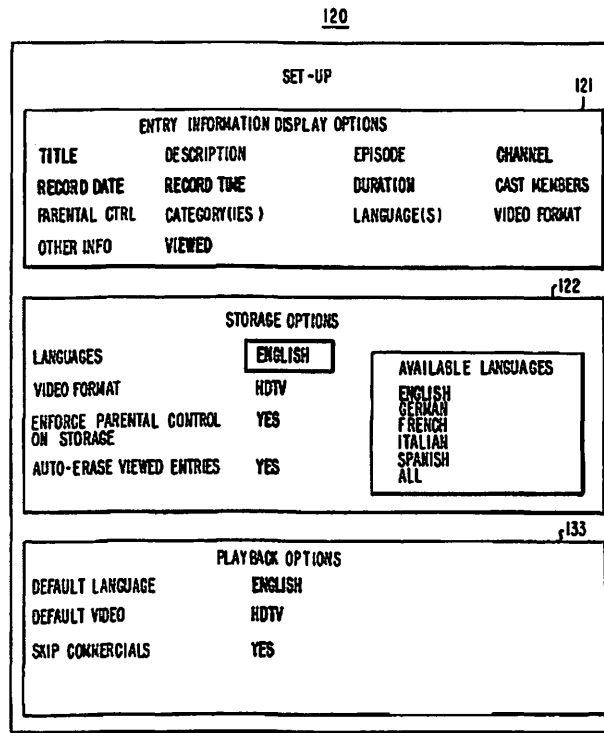 120
SET-UP
121
ENTRY INFORMATION DISPLAY OPTIONS
TITLE DESCRIPTION EPISODE CHANNEL
RECORD DATE RECORD TIME DURATION CAST MEMBERS
PARENTAL CTRL CATEGORY(IES) LANGUAGE(S) VIDEO FORMAT
OTHER INFO VIEWED
122
STORAGE OPTIONS
LANGUAGES ENGLISH
VIDEO FORMAT HDTV
ENFORCE PARENTAL CONTROL YES
ON STORAGE
AUTO-ERASE VIEWED ENTRIES YES
AVAILABLE LANGUAGES
ENGLISH
GERMAN
FRENCH
ITALIAN
SPANISH
ALL
133
PLAYBACK OPTIONS
DEFAULT LANGUAGE ENGLISH
DEFAULT VIDEO HDTV
SKIP COMMERCIALS YES